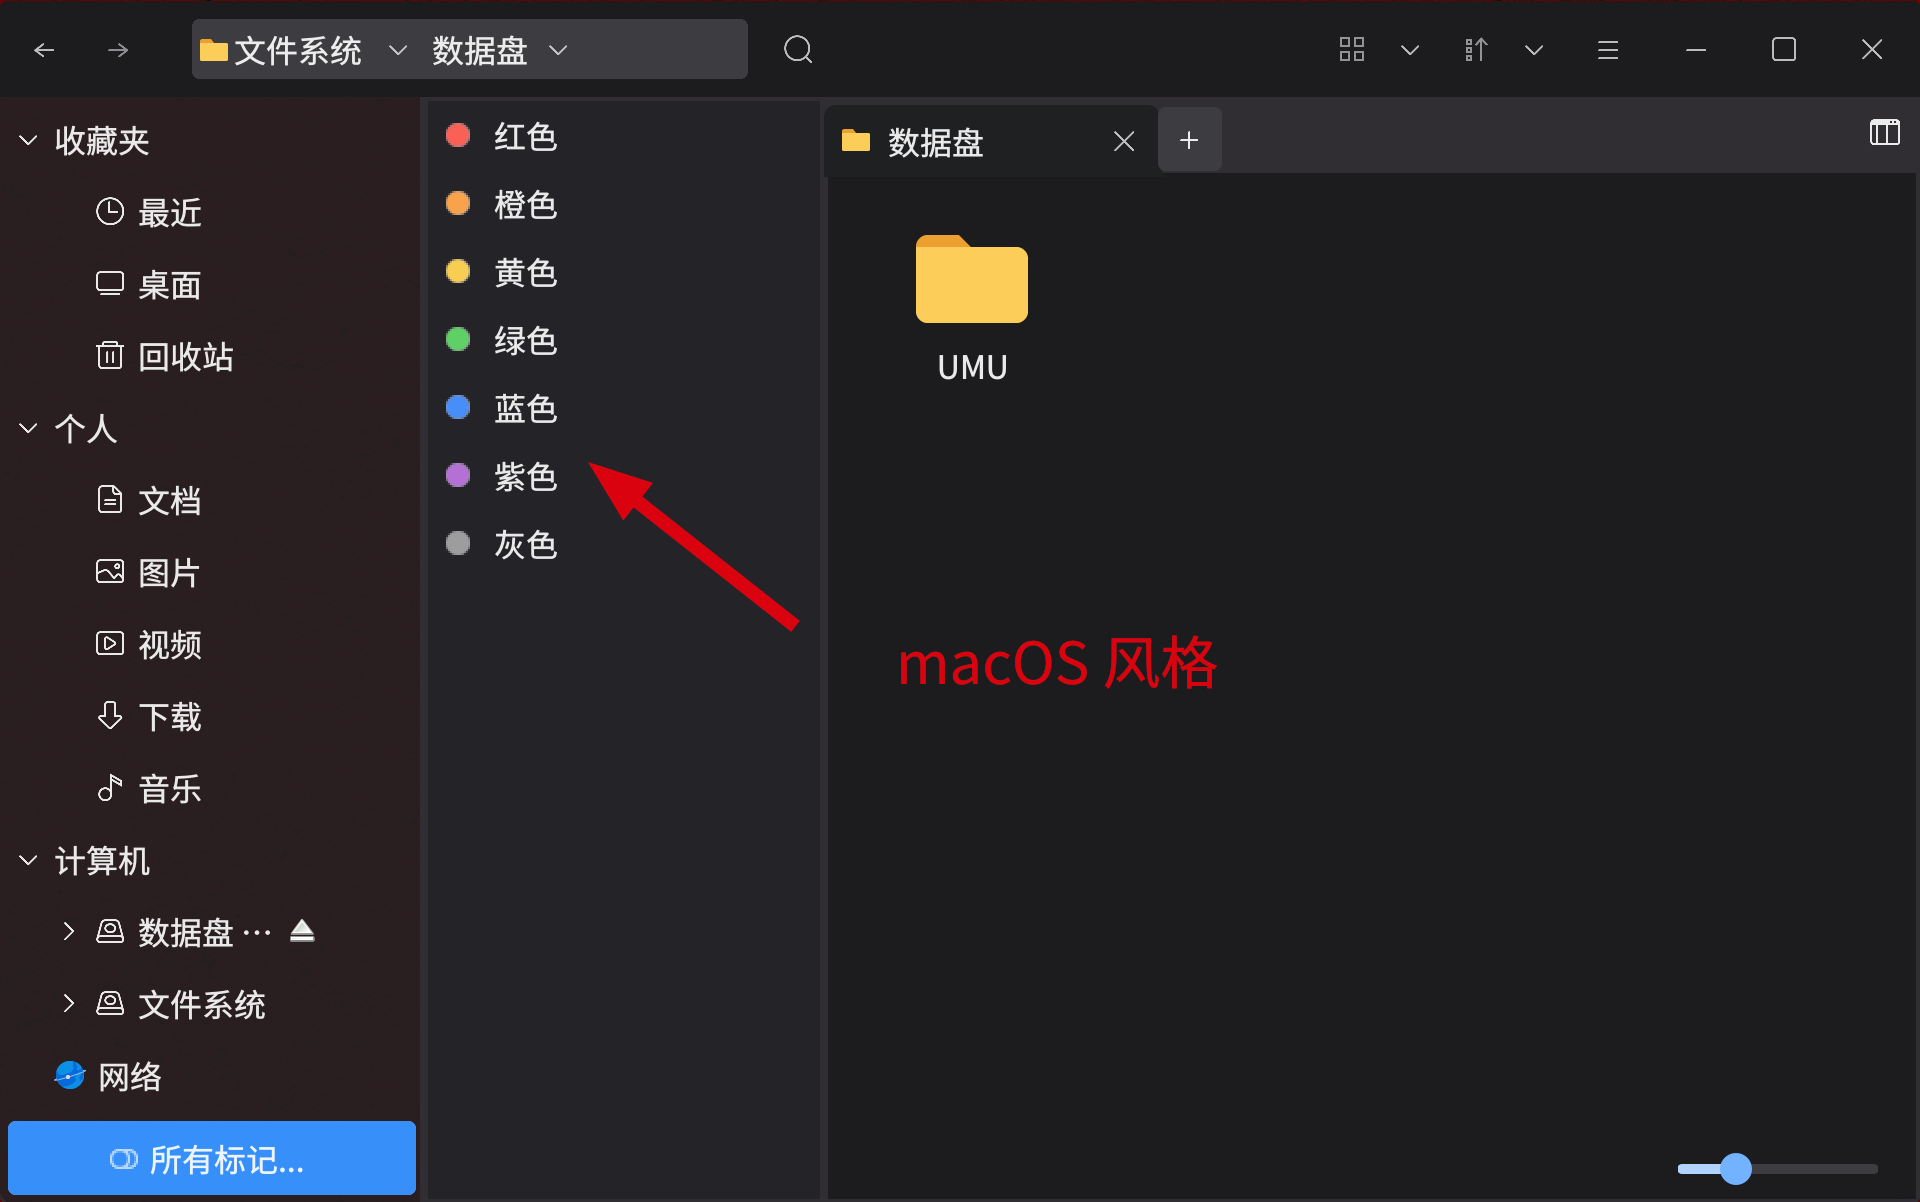 文件系统 数据盘
收藏夹
最近
桌面
回收站
个人
文档
图片
视频
下载
音乐
计算机
数据盘 ...
文件系统
网络
所有标记...
红色
橙色
黄色
绿色
蓝色
紫色
灰色
数据盘
UMU
macOS 风格